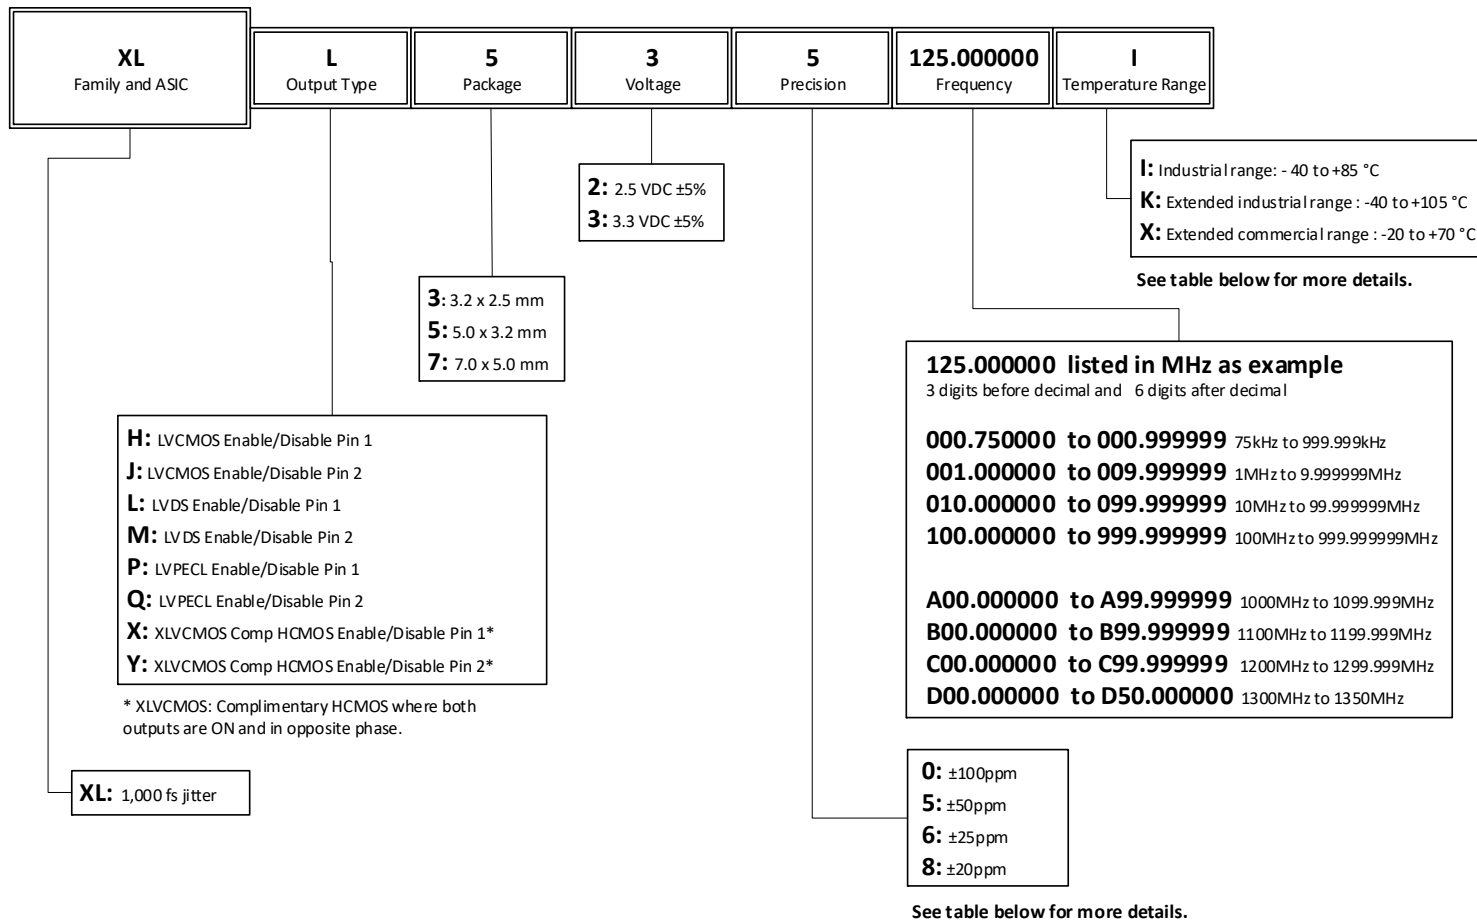 XL
Family and ASIC
L
Output Type
5
Package
3
Voltage
5
Precision
125.000000
Frequency
I
Temperature Range
I: Industrial range: - 40 to +85 °C
K: Extended industrial range : -40 to +105 °C
X: Extended commercial range : -20 to +70 °C
See table below for more details.
2: 2.5 VDC ±5%
3: 3.3 VDC ±5%
3: 3.2 x 2.5 mm
5: 5.0 x 3.2 mm
7: 7.0 x 5.0 mm
125.000000 listed in MHz as example
3 digits before decimal and 6 digits after decimal
000.750000 to 000.999999 75kHz to 999.999kHz
001.000000 to 009.999999 1MHz to 9.999999MHz
010.000000 to 099.999999 10MHz to 99.999999MHz
100.000000 to 999.999999 100MHz to 999.999999MHz
A00.000000 to A99.999999 1000MHz to 1099.999MHz
B00.000000 to B99.999999 1100MHz to 1199.999MHz
C00.000000 to C99.999999 1200MHz to 1299.999MHz
D00.000000 to D50.000000 1300MHz to 1350MHz
H: LVCMOS Enable/Disable Pin 1
J: LVCMOS Enable/Disable Pin 2
L: LVDS Enable/Disable Pin 1
M: LVDS Enable/Disable Pin 2
P: LVPECL Enable/Disable Pin 1
Q: LVPECL Enable/Disable Pin 2
X: XLVCMOS Comp HCMOS Enable/Disable Pin 1*
Y: XLVCMOS Comp HCMOS Enable/Disable Pin 2*
* XLVCMOS: Complimentary HCMOS where both
outputs are ON and in opposite phase.
XL: 1,000 fs jitter
0: ±100ppm
5: ±50ppm
6: ±25ppm
8: ±20ppm
See table below for more details.